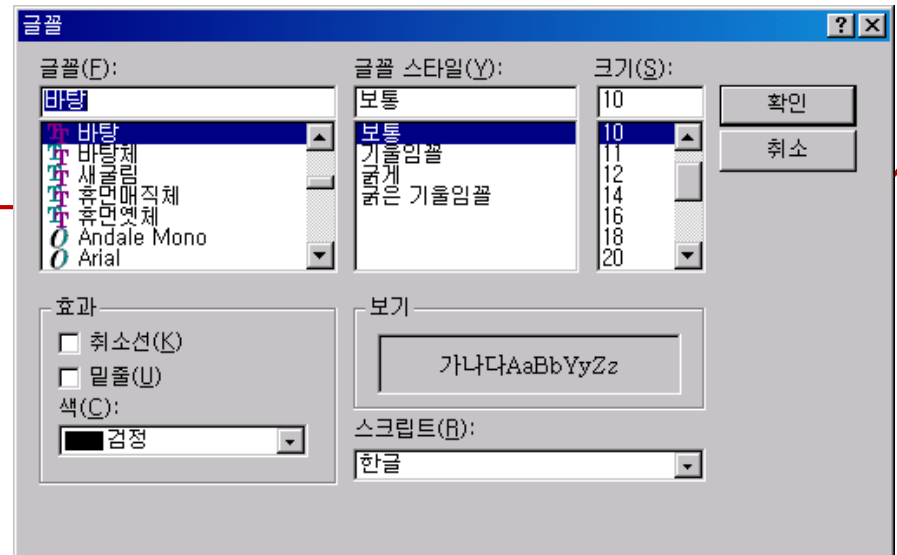 글꼴
글꼴(F): 글꼴 스타일(Y): 크기(S):
바탕 보통 10 확인
바탕 보통 10 취소
바탕체 기울임꼴 11
새굴림 굵게 12
휴먼매직체 굵은 기울임꼴 14
휴먼옛체 16
Andale Mono 18
Arial 20
효과 보기
취소선(K)
가나다AaBbYyZz
밑줄(U)
색(C):
검정
스크립트(R):
한글